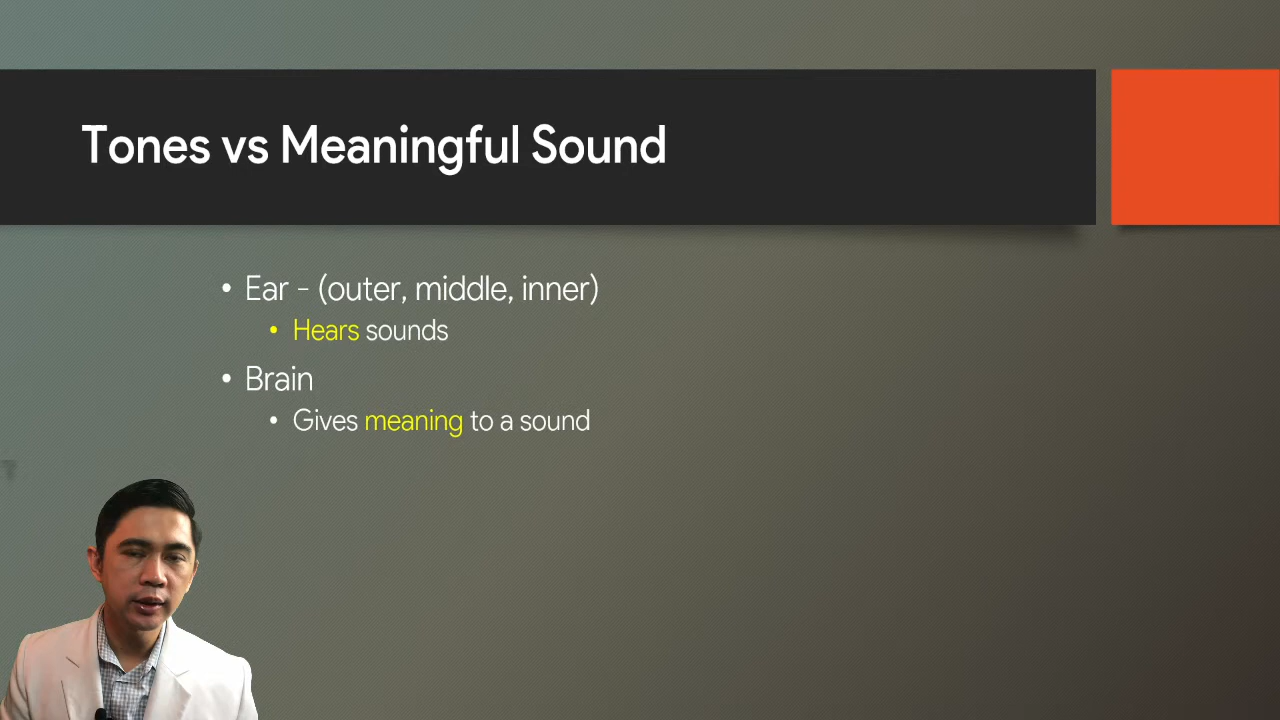 Tones vs Meaningful Sound
• Ear - (outer, middle, inner)
• Hears sounds
• Brain
• Gives meaning to a sound